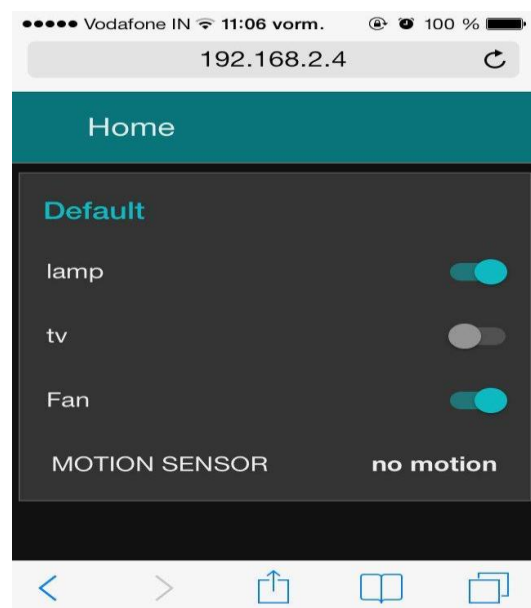 Vodafone IN 11:06 vorm. 100 %
192.168.2.4
Home
Default
lamp
tv
Fan
MOTION SENSOR no motion